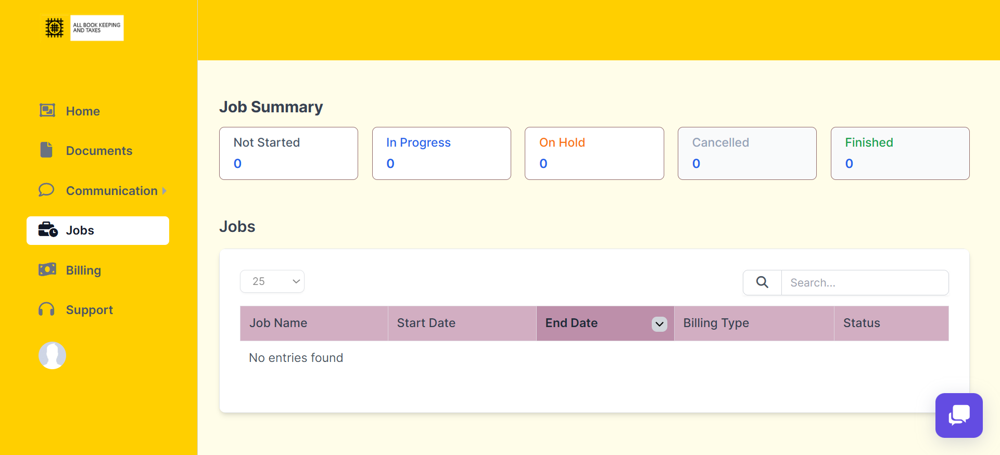 ALL BOOK KEEPING
AND TAXES
Home
Documents
Communication
Jobs
Billing
Support
Job Summary
Not Started
0
In Progress
0
On Hold
0
Cancelled
0
Finished
0
Jobs
25
Search...
Job Name
Start Date
End Date
Billing Type
Status
No entries found